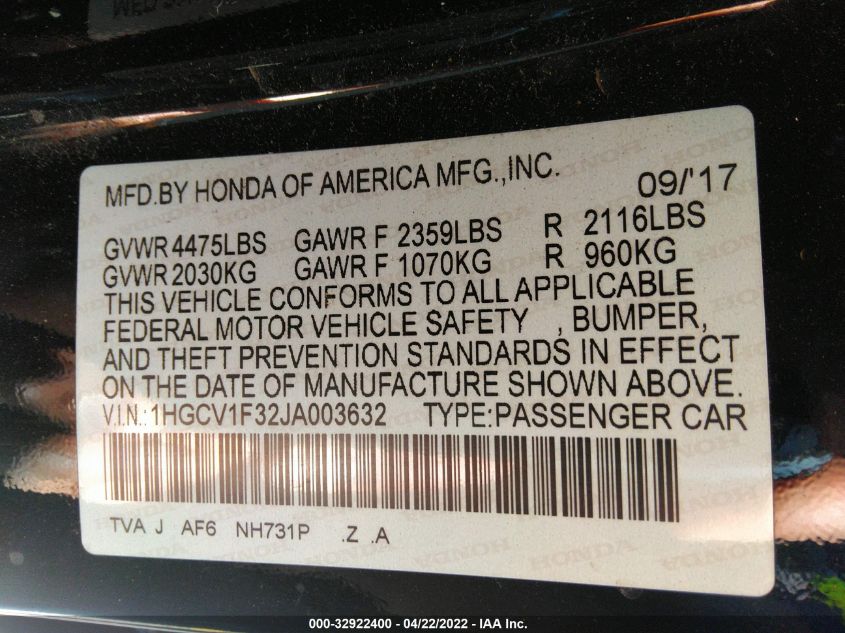 MFD.BY HONDA OF AMERICA MFG.,INC. 09/'17
GVWR 4475LBS GAWR F 2359LBS R 2116LBS
GVWR 2030KG GAWR F 1070KG R 960KG
THIS VEHICLE CONFORMS TO ALL APPLICABLE
FEDERAL MOTOR VEHICLE SAFETY , BUMPER,
AND THEFT PREVENTION STANDARDS IN EFFECT
ON THE DATE OF MANUFACTURE SHOWN ABOVE.
V.I.N.:1HGCV1F32JA003632 TYPE:PASSENGER CAR
TVA J AF6 NH731P .Z .A
HONDA
000-32922400 - 04/22/2022 - IAA Inc.